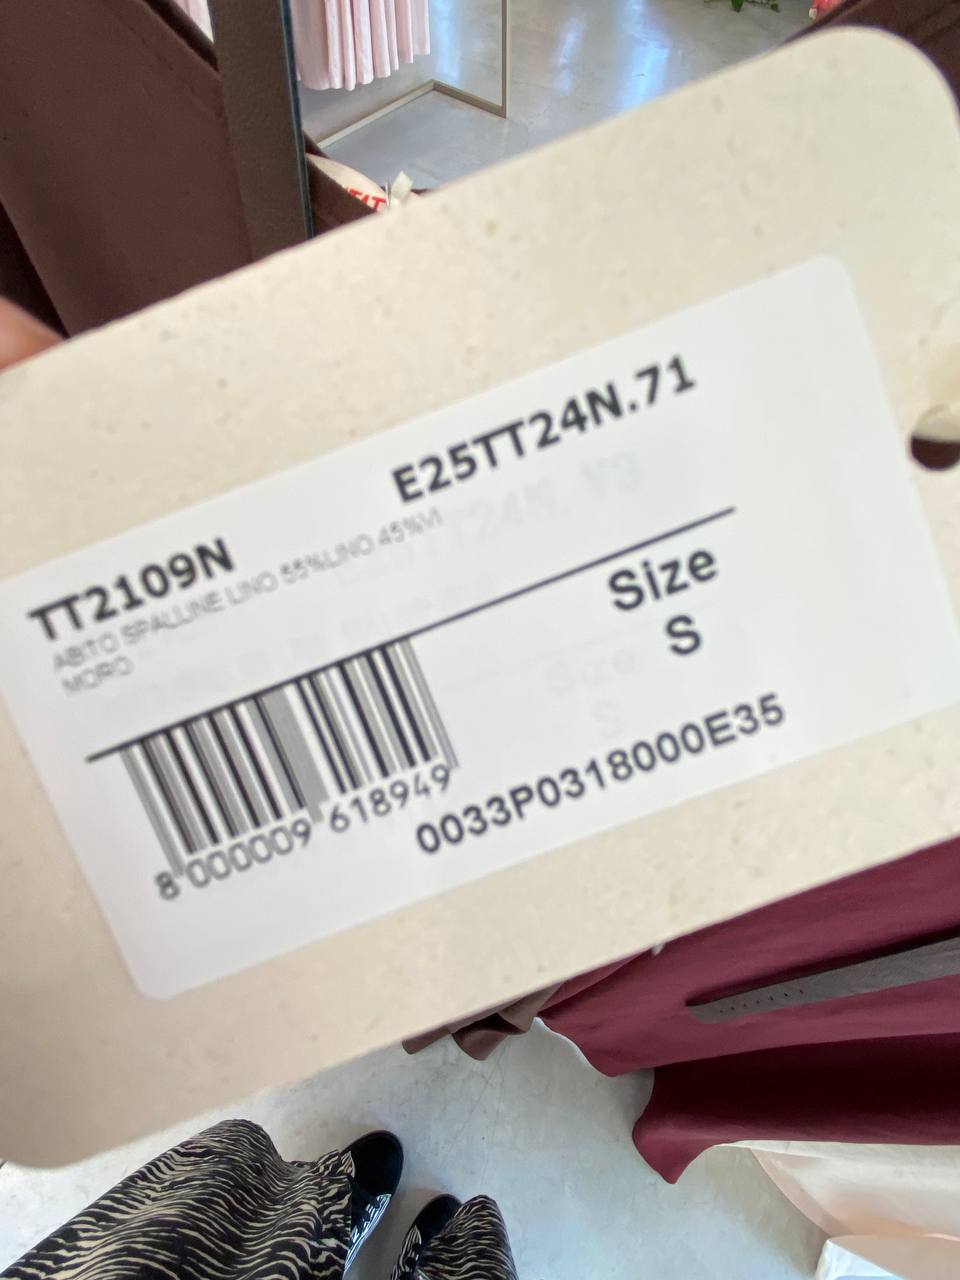 E25TT24N.71
TT2109N
ABITO SPALLINE LINO 55%LINO 45%VI
MORO
Size
S
8 000009 618949
0033P0318000E35